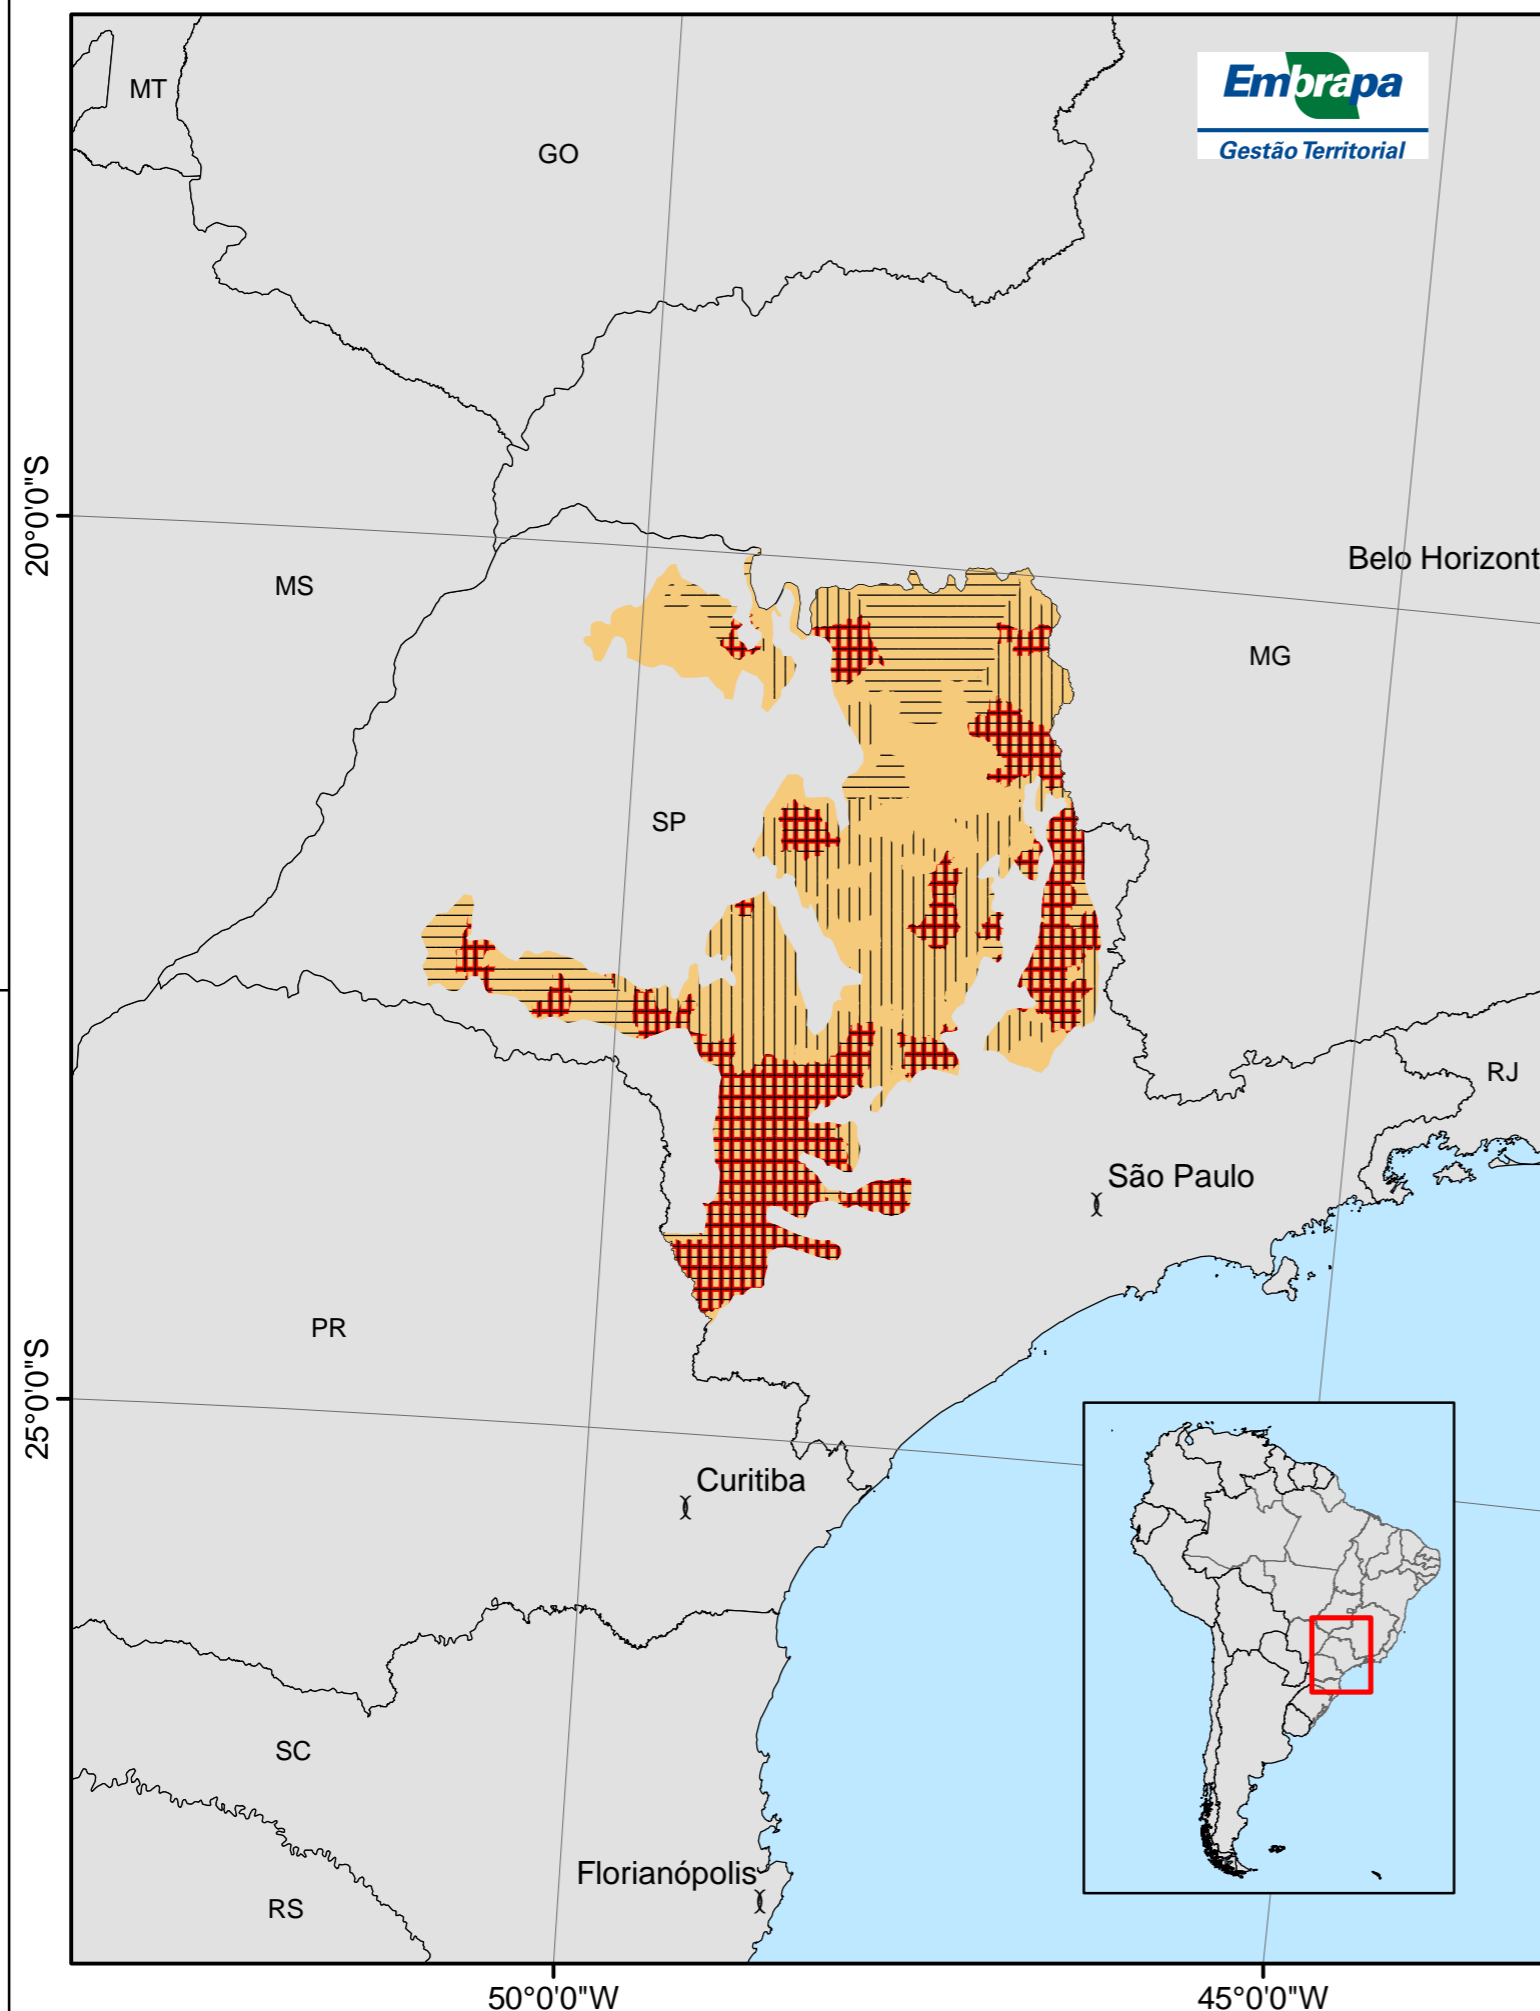 MT
GO
Embrapa
Gestão Territorial
20°0'0"S
Belo Horizont
MS
MG
SP
RJ
São Paulo
PR
25°0'0"S
Curitiba
SC
Florianópolis
RS
50°0'0"W
45°0'0"W